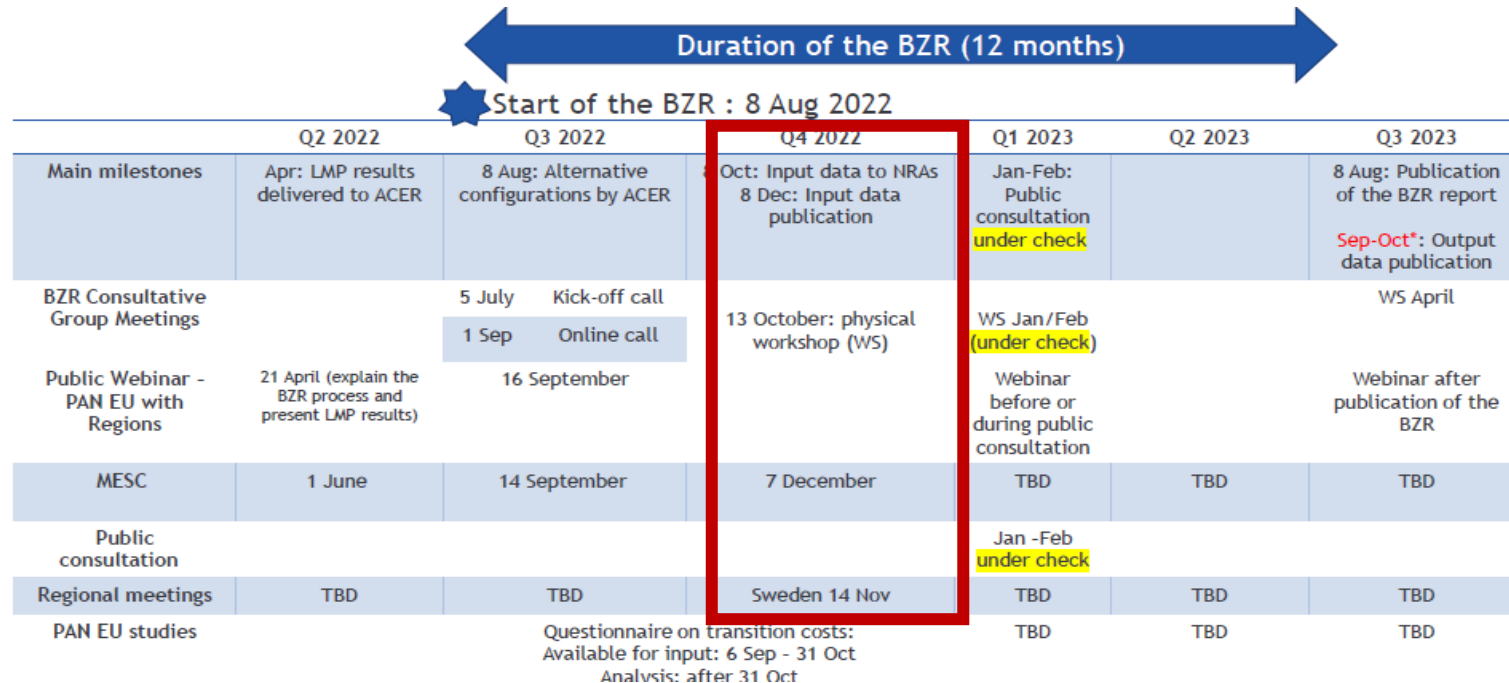 Duration of the BZR (12 months)
Start of the BZR : 8 Aug 2022
Q2 2022 Q3 2022 Q4 2022 Q1 2023 Q2 2023 Q3 2023
Main milestones
Apr: LMP results
delivered to ACER
8 Aug: Alternative
configurations by ACER
8 Oct: Input data to NRAs
8 Dec: Input data
publication
Jan-Feb:
Public
consultation
under check
8 Aug: Publication
of the BZR report
Sep-Oct*: Output
data publication
BZR Consultative
Group Meetings
5 July Kick-off call
1 Sep Online call
13 October: physical
workshop (WS)
WS Jan/Feb
(under check)
WS April
Public Webinar -
PAN EU with
Regions
21 April (explain the
BZR process and
present LMP results)
16 September
Webinar
before or
during public
consultation
Webinar after
publication of the
BZR
MESC 1 June 14 September 7 December TBD TBD TBD
Public
consultation
Jan -Feb
under check
Regional meetings TBD TBD Sweden 14 Nov TBD TBD TBD
PAN EU studies
Questionnaire on transition costs:
Available for input: 6 Sep - 31 Oct
Analysis: after 31 Oct
TBD TBD TBD